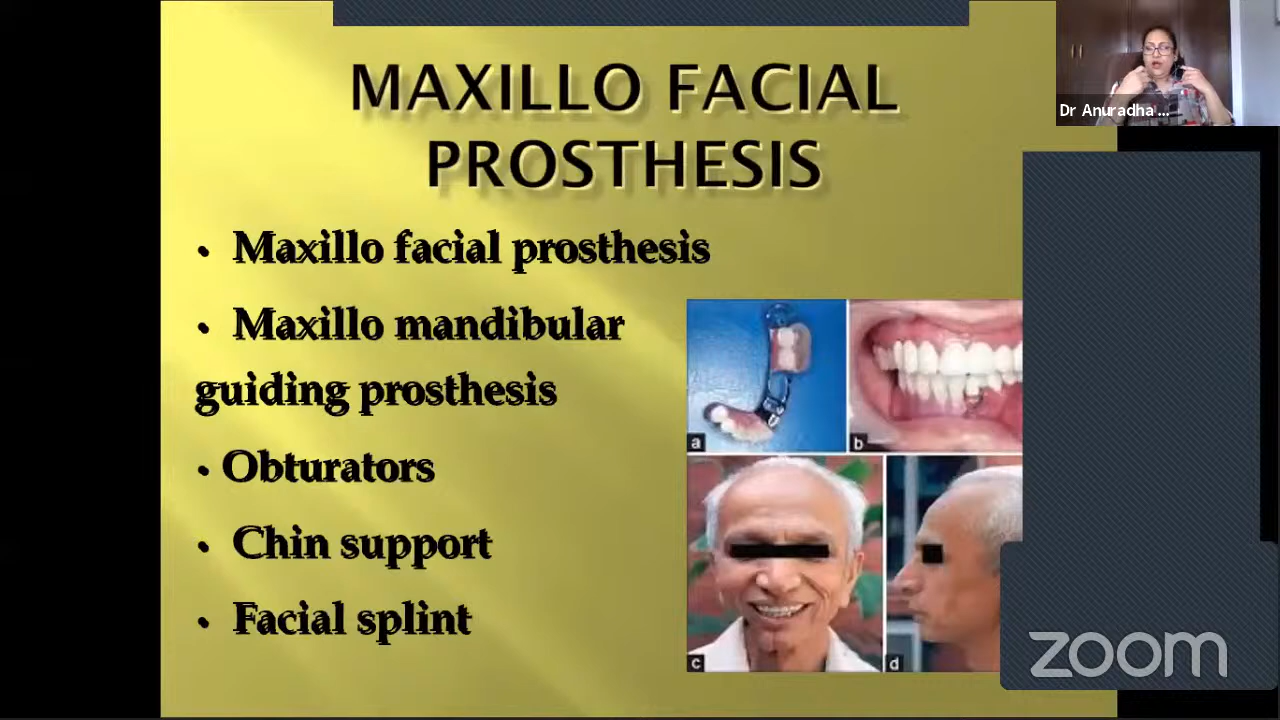 MAXILLO FACIAL
PROSTHESIS
Dr Anuradha ...
• Maxillo facial prosthesis
• Maxillo mandibular
guiding prosthesis
• Obturators
• Chin support
• Facial splint
a
b
c
d
zoom